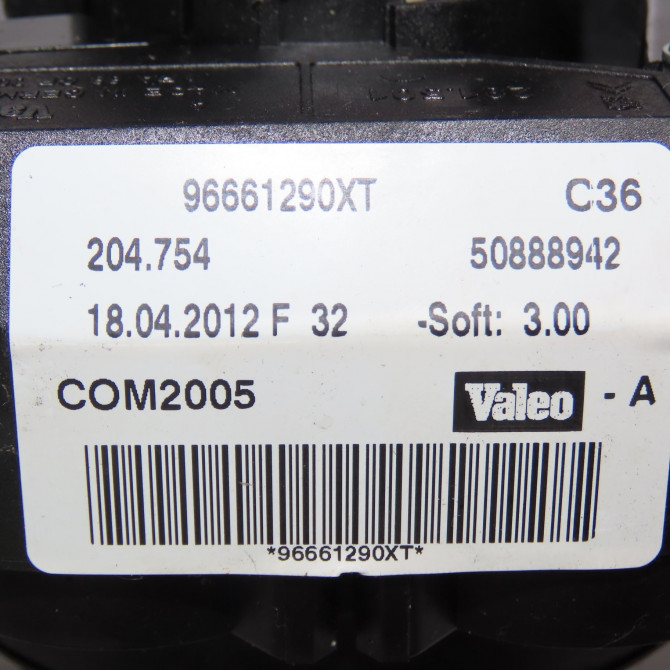 96661290XT C36
204.754 50888942
18.04.2012 F 32 -Soft: 3.00
COM2005 Valeo - A
*96661290XT*